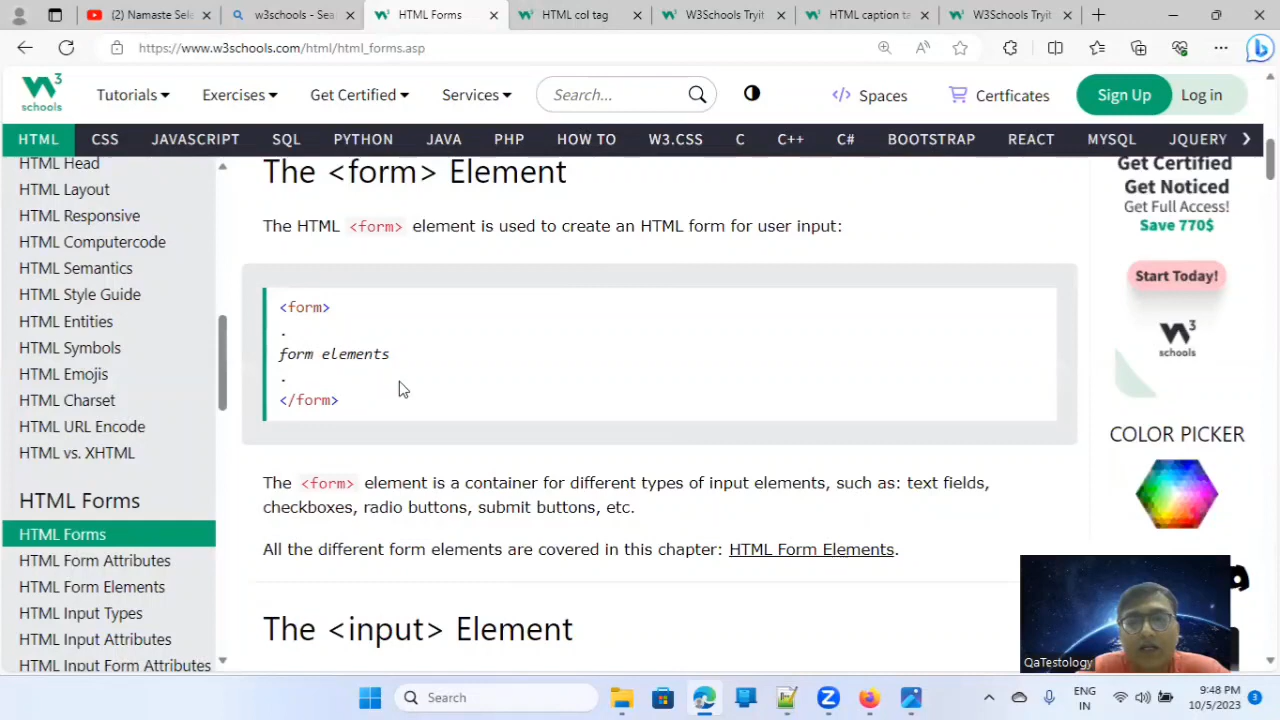 (2) Namaste Sele
w3schools - Sea
HTML Forms
HTML col tag
W3Schools Tryit
HTML caption ta
W3Schools Tryit
https://www.w3schools.com/html/html_forms.asp
W3 schools
Tutorials
Exercises
Get Certified
Services
Search...
Spaces
Certficates
Sign Up
Log in
HTML
CSS
JAVASCRIPT
SQL
PYTHON
JAVA
PHP
HOW TO
W3.CSS
C
C++
C#
BOOTSTRAP
REACT
MYSQL
JQUERY
HTML Head
HTML Layout
HTML Responsive
HTML Computercode
HTML Semantics
HTML Style Guide
HTML Entities
HTML Symbols
HTML Emojis
HTML Charset
HTML URL Encode
HTML vs. XHTML
HTML Forms
HTML Forms
HTML Form Attributes
HTML Form Elements
HTML Input Types
HTML Input Attributes
HTML Input Form Attributes
The <form> Element
The HTML <form> element is used to create an HTML form for user input:
<form>
.
form elements
.
</form>
The <form> element is a container for different types of input elements, such as: text fields,
checkboxes, radio buttons, submit buttons, etc.
All the different form elements are covered in this chapter: HTML Form Elements.
The <input> Element
Get Certified
Get Noticed
Get Full Access!
Save 770$
Start Today!
W3
schools
COLOR PICKER
QaTestology
Search
ENG
IN
9:48 PM
10/5/2023
3